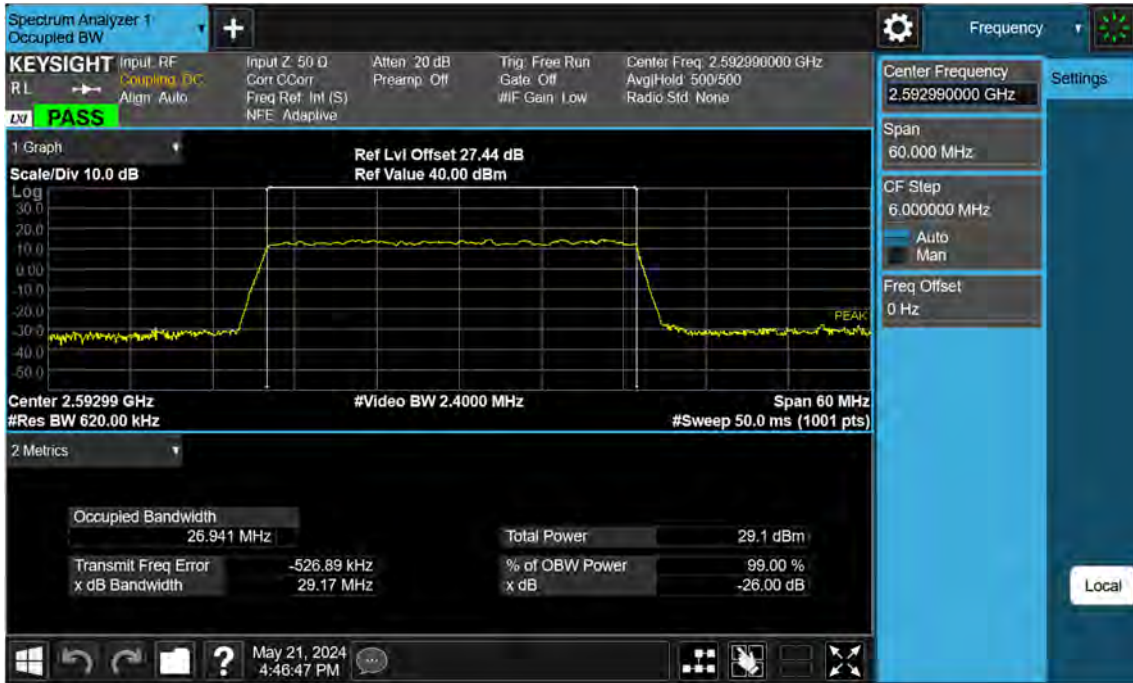 Spectrum Analyzer 1
Occupied BW
+
Frequency
KEYSIGHT
RL
LXI
PASS
Input: RF
Coupling: DC
Align: Auto
Input Z: 50 Ω
Corr CCorr
Freq Ref: Int (S)
NFE: Adaptive
Atten: 20 dB
Preamp: Off
Trig: Free Run
Gate: Off
#IF Gain: Low
Center Freq: 2.592990000 GHz
Avg|Hold: 500/500
Radio Std: None
Center Frequency
2.592990000 GHz
Settings
Span
60.000 MHz
CF Step
6.000000 MHz
Auto
Man
Freq Offset
0 Hz
1 Graph
Scale/Div 10.0 dB
Ref Lvl Offset 27.44 dB
Ref Value 40.00 dBm
Log
30.0
20.0
10.0
0.00
-10.0
-20.0
-30.0
-40.0
-50.0
PEAK
Center 2.59299 GHz
#Video BW 2.4000 MHz
Span 60 MHz
#Res BW 620.00 kHz
#Sweep 50.0 ms (1001 pts)
2 Metrics
Occupied Bandwidth
26.941 MHz
Total Power 29.1 dBm
Transmit Freq Error -526.89 kHz
% of OBW Power 99.00 %
x dB Bandwidth 29.17 MHz
x dB -26.00 dB
Local
?
May 21, 2024
4:46:47 PM